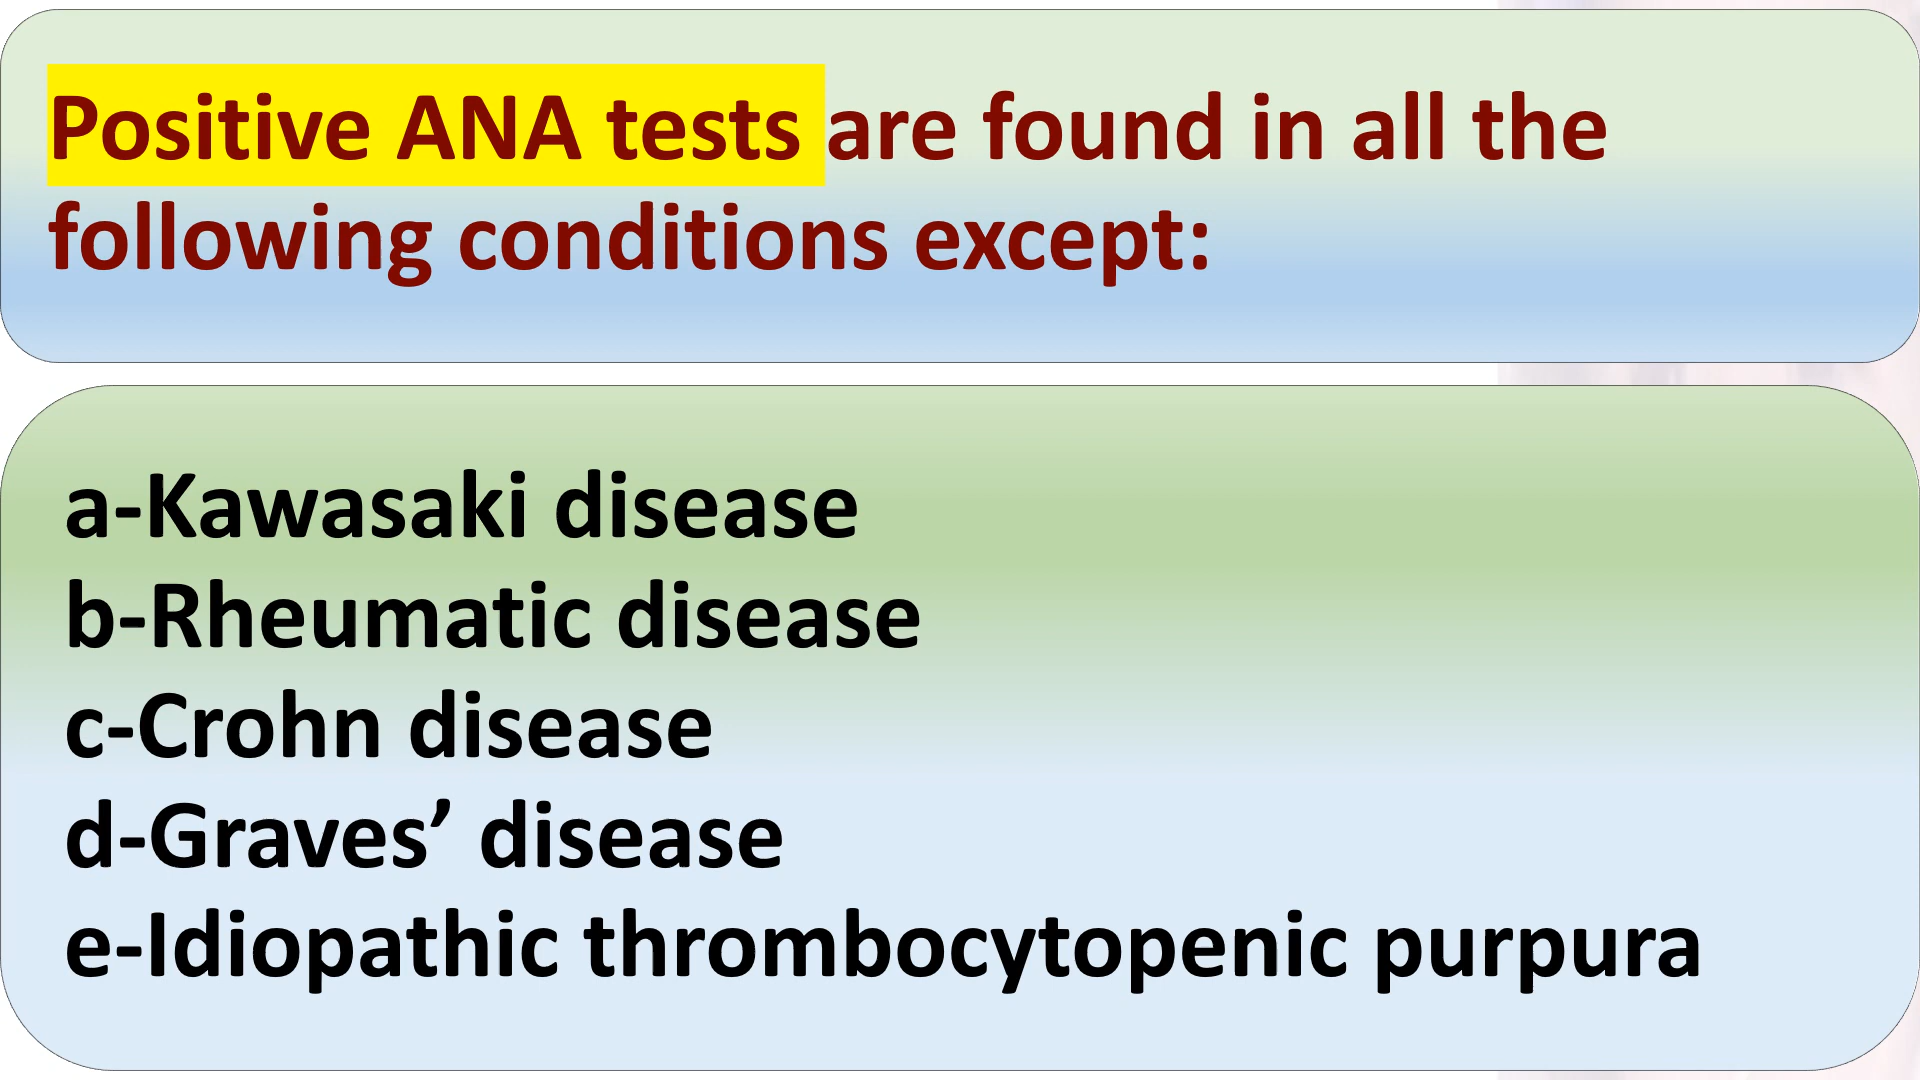 Positive ANA tests are found in all the
following conditions except:
a-Kawasaki disease
b-Rheumatic disease
c-Crohn disease
d-Graves’ disease
e-Idiopathic thrombocytopenic purpura